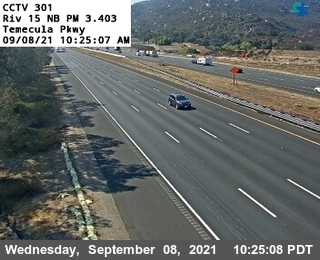 CCTV 301
Riv 15 NB PM 3.403
Temecula Pkwy
09/08/21 10:25:07 AM
Wednesday, September 08, 2021 10:25:08 PDT